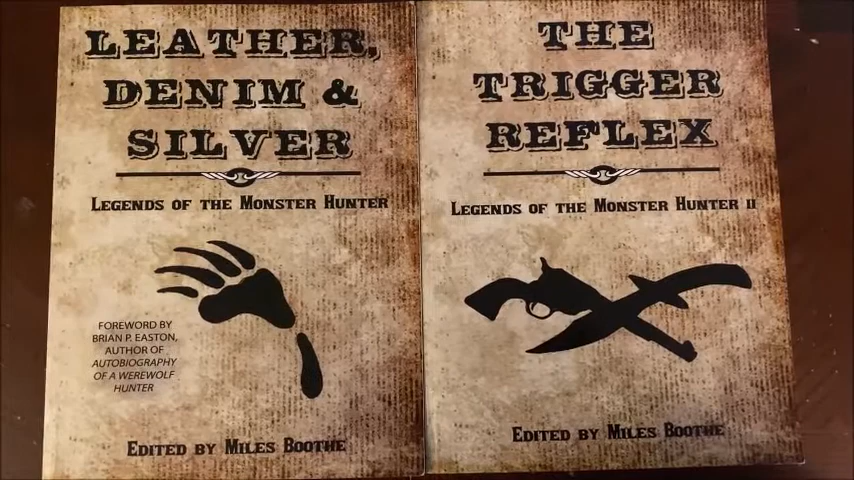 LEATHER,
DENIM &
SILVER
LEGENDS OF THE MONSTER HUNTER
FOREWORD BY
BRIAN P. EASTON,
AUTHOR OF
AUTOBIOGRAPHY
OF A WEREWOLF
HUNTER
EDITED BY MILES BOOTHE
THE
TRIGGER
REFLEX
LEGENDS OF THE MONSTER HUNTER II
EDITED BY MILES BOOTHE